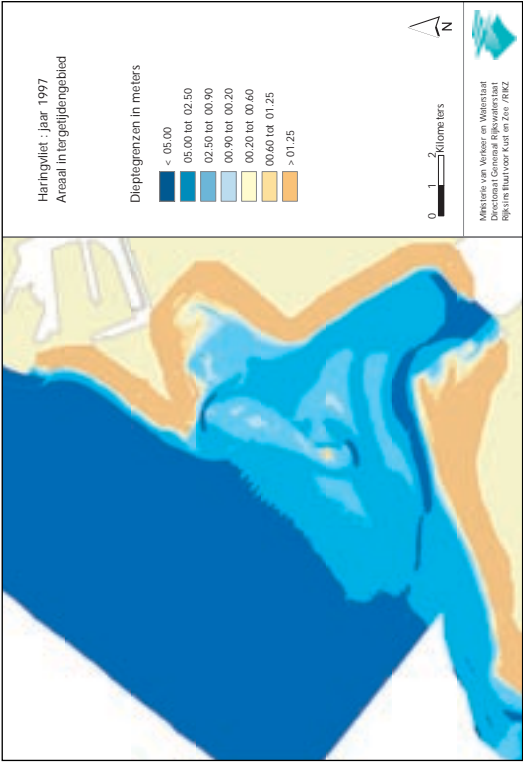 Haringvliet : jaar 1997
Areaal intergetijdengebied
Dieptegrenzen in meters
< 05.00
05.00 tot 02.50
02.50 tot 00.90
00.90 tot 00.20
00.20 tot 00.60
00.60 tot 01.25
> 01.25
N
0 1 2 Kilometers
Ministerie van Verkeer en Waterstaat
Directoraat Generaal Rijkswaterstaat
Rijksinstituut voor Kust en Zee /RIKZ